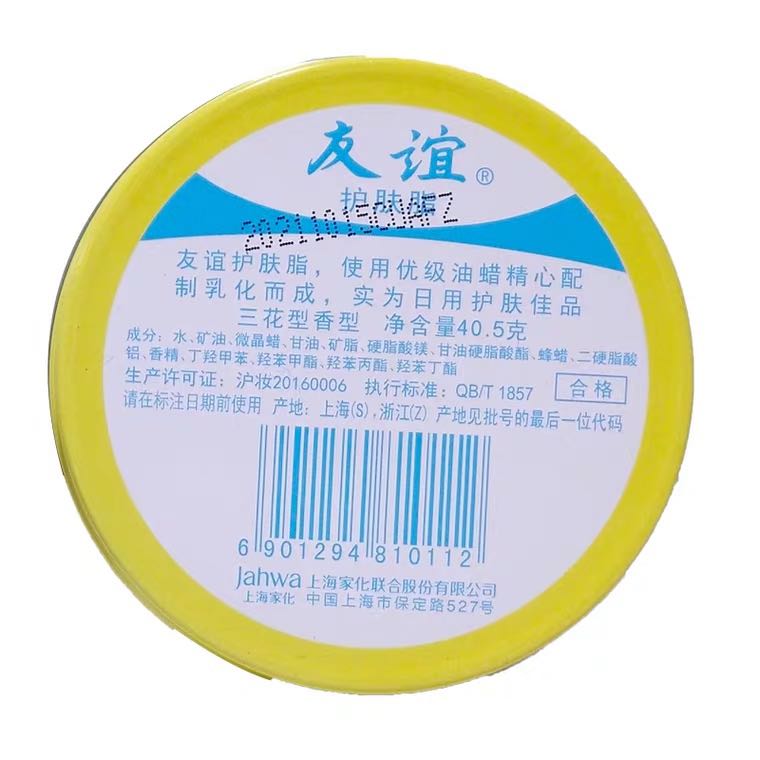 友谊®
护肤脂
20211015
友谊护肤脂，使用优级油蜡精心配
制乳化而成，实为日用护肤佳品
三花型香型 净含量40.5克
成分：水、矿油、微晶蜡、甘油、矿脂、硬脂酸镁、甘油硬脂酸酯、蜂蜡、二硬脂酸
铝、香精、丁羟甲苯、羟苯甲酯、羟苯丙酯、羟苯丁酯
生产许可证：沪妆20160006 执行标准：QB/T 1857 合格
请在标注日期前使用 产地：上海(S),浙江(Z) 产地见批号的最后一位代码
6 901294 810112
Jahwa 上海家化联合股份有限公司
上海家化 中国上海市保定路527号